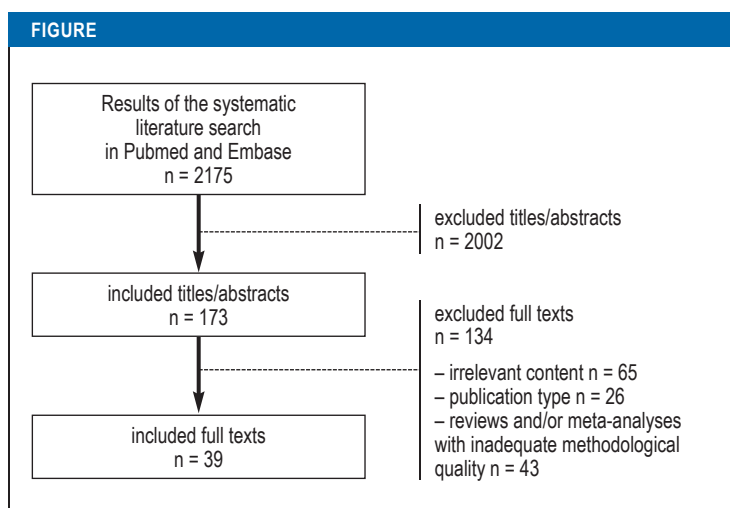 FIGURE
Results of the systematic
literature search
in Pubmed and Embase
n = 2175
excluded titles/abstracts
n = 2002
included titles/abstracts
n = 173
excluded full texts
n = 134
– irrelevant content n = 65
– publication type n = 26
– reviews and/or meta-analyses
with inadequate methodological
quality n = 43
included full texts
n = 39